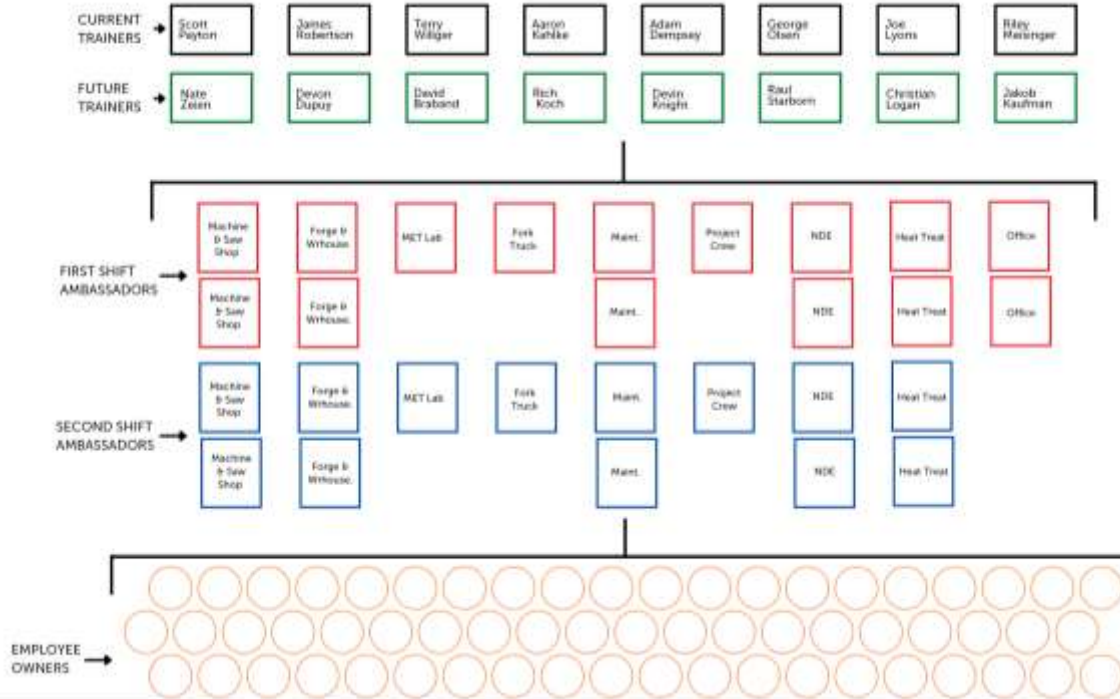 CURRENT
TRAINERS
Scott
Peyton
James
Robertson
Terry
Williger
Aaron
Kahlke
Adam
Dempsey
George
Olsen
Joe
Lyons
Riley
Meisinger
FUTURE
TRAINERS
Nate
Zeien
Devon
Dupuy
David
Braband
Rich
Koch
Devin
Knight
Raul
Starborn
Christian
Logan
Jakob
Kaufman
FIRST SHIFT
AMBASSADORS
Machine
& Saw
Shop
Forge &
Wrhouse.
MET Lab
Fork
Truck
Maint.
Project
Crew
NDE
Heat Treat
Office
Machine
& Saw
Shop
Forge &
Wrhouse.
Maint.
NDE
Heat Treat
Office
SECOND SHIFT
AMBASSADORS
Machine
& Saw
Shop
Forge &
Wrhouse.
MET Lab
Fork
Truck
Maint.
Project
Crew
NDE
Heat Treat
Machine
& Saw
Shop
Forge &
Wrhouse.
Maint.
NDE
Heat Treat
EMPLOYEE
OWNERS